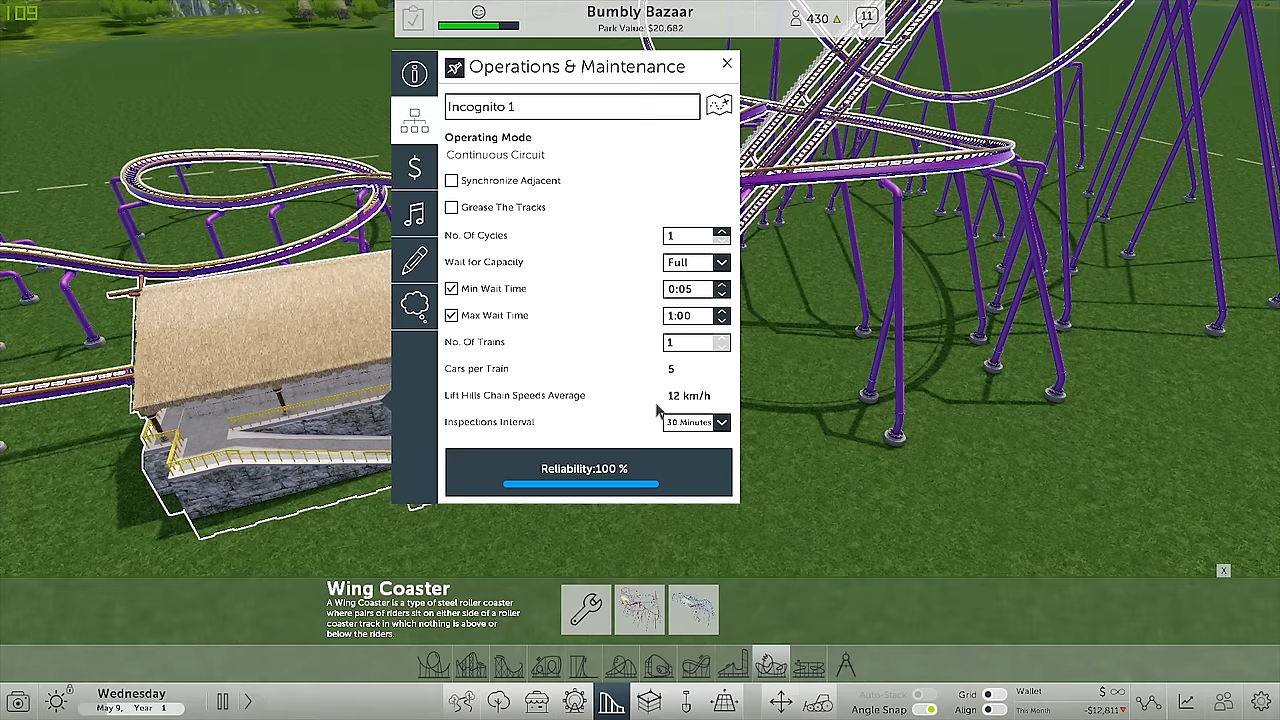 109
Bumbly Bazaar
Park Value: $20,682
430
11
Operations & Maintenance
Incognito 1
Operating Mode
Continuous Circuit
Synchronize Adjacent
Grease The Tracks
No. Of Cycles 1
Wait for Capacity Full
Min Wait Time 0:05
Max Wait Time 1:00
No. Of Trains 1
Cars per Train 5
Lift Hills Chain Speeds Average 12 km/h
Inspections Interval 30 Minutes
Reliability:100 %
X
Wing Coaster
A Wing Coaster is a type of steel roller coaster
where pairs of riders sit on either side of a roller
coaster track in which nothing is above or
below the riders.
Wednesday
May 9, Year 1
Auto-Stack
Angle Snap
Grid
Align
Wallet $ ∞
This Month -$12,811